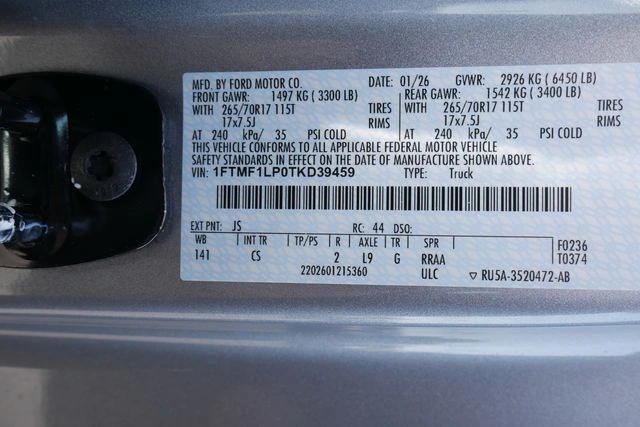 MFD. BY FORD MOTOR CO. DATE: 01/26 GVWR: 2926 KG ( 6450 LB)
FRONT GAWR: 1497 KG ( 3300 LB) REAR GAWR: 1542 KG ( 3400 LB)
WITH 265/70R17 115T TIRES WITH 265/70R17 115T TIRES
17x7.5J RIMS 17x7.5J RIMS
AT 240 kPa/ 35 PSI COLD AT 240 kPa/ 35 PSI COLD
THIS VEHICLE CONFORMS TO ALL APPLICABLE FEDERAL MOTOR VEHICLE
SAFETY STANDARDS IN EFFECT ON THE DATE OF MANUFACTURE SHOWN ABOVE.
VIN: 1FTMF1LP0TKD39459 TYPE: Truck
EXT PNT: JS RC: 44 DSO:
WB INT TR TP/PS R AXLE TR SPR F0236
141 CS 2 L9 G RRAA T0374
2202601215360 ULC ▽ RU5A-3520472-AB